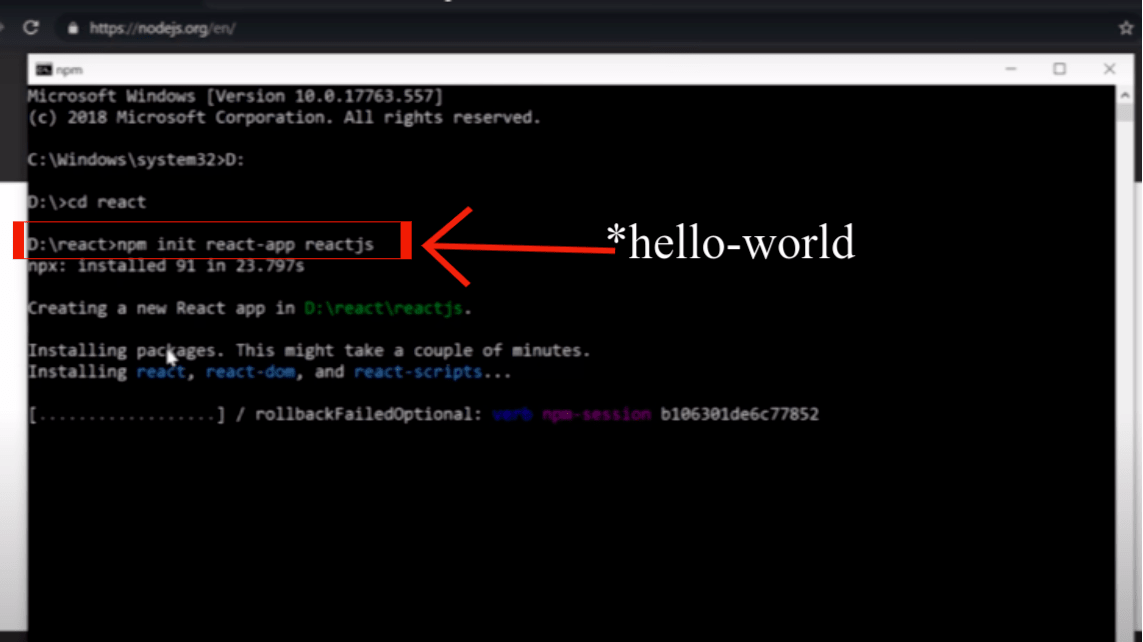 https://nodejs.org/en/
npm
Microsoft Windows [Version 10.0.17763.557]
(c) 2018 Microsoft Corporation. All rights reserved.
C:\Windows\system32>D:
D:\>cd react
D:\react>npm init react-app reactjs
*hello-world
npx: installed 91 in 23.797s
Creating a new React app in D:\react\reactjs.
Installing packages. This might take a couple of minutes.
Installing react, react-dom, and react-scripts...
[..................] / rollbackFailedOptional: verb npm-session b106301de6c77852